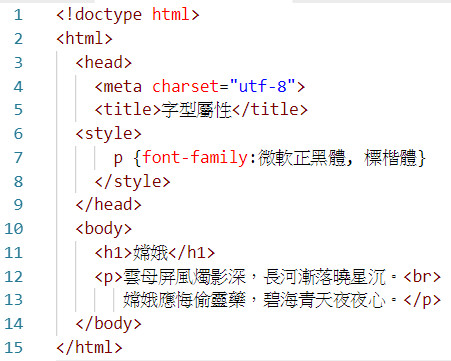 1 <!doctype html>
2 <html>
3 <head>
4 <meta charset="utf-8">
5 <title>字型屬性</title>
6 <style>
7 p {font-family:微軟正黑體, 標楷體}
8 </style>
9 </head>
10 <body>
11 <h1>嫦娥</h1>
12 <p>雲母屏風燭影深，長河漸落曉星沉。<br>
13 嫦娥應悔偷靈藥，碧海青天夜夜心。</p>
14 </body>
15 </html>